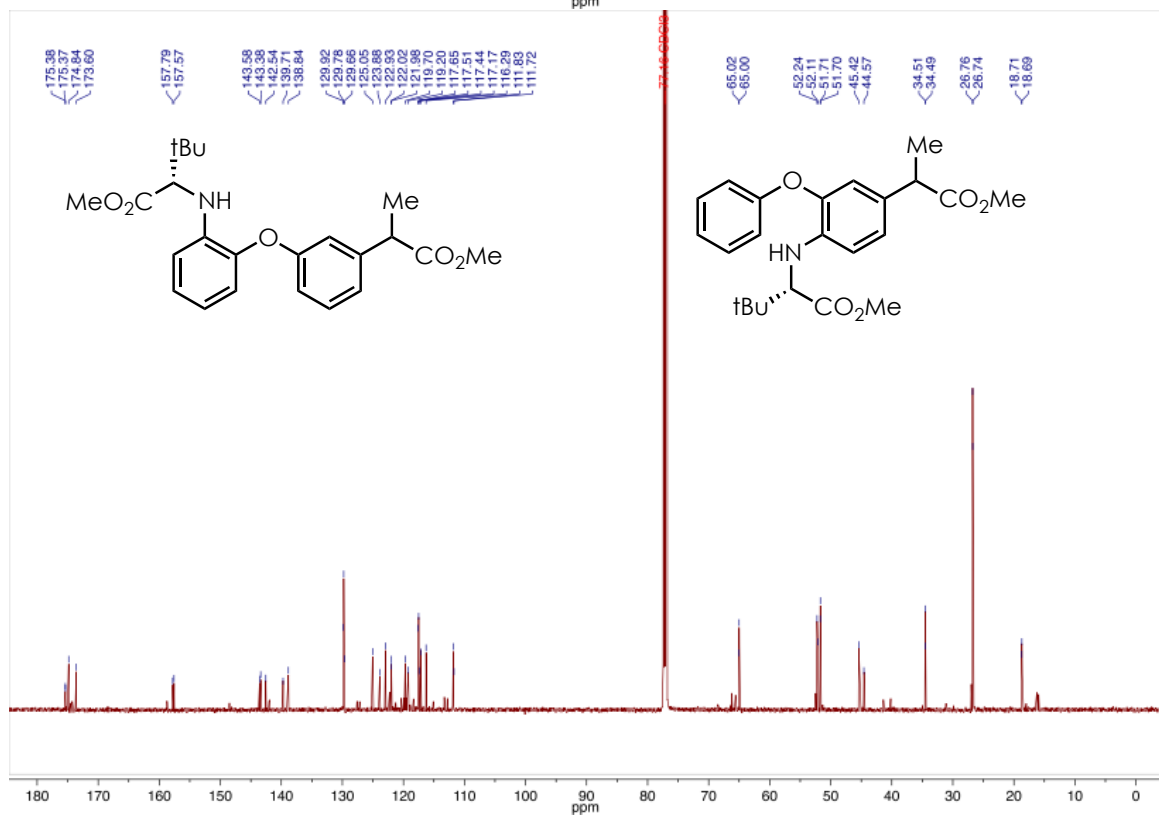 ppm
175.38
175.37
174.84
173.60
157.79
157.57
143.58
143.38
142.54
139.71
138.84
129.92
129.78
129.66
125.05
123.88
122.93
122.02
121.98
119.70
119.20
117.65
117.51
117.44
117.17
116.29
111.83
111.72
77.16 CDCl3
65.02
65.00
52.24
52.11
51.71
51.70
45.42
44.57
34.51
34.49
26.76
26.74
18.71
18.69
tBu
MeO2C
NH
O
Me
CO2Me
O
Me
CO2Me
HN
tBu
CO2Me
180 170 160 150 140 130 120 110 100 90 80 70 60 50 40 30 20 10 0
ppm